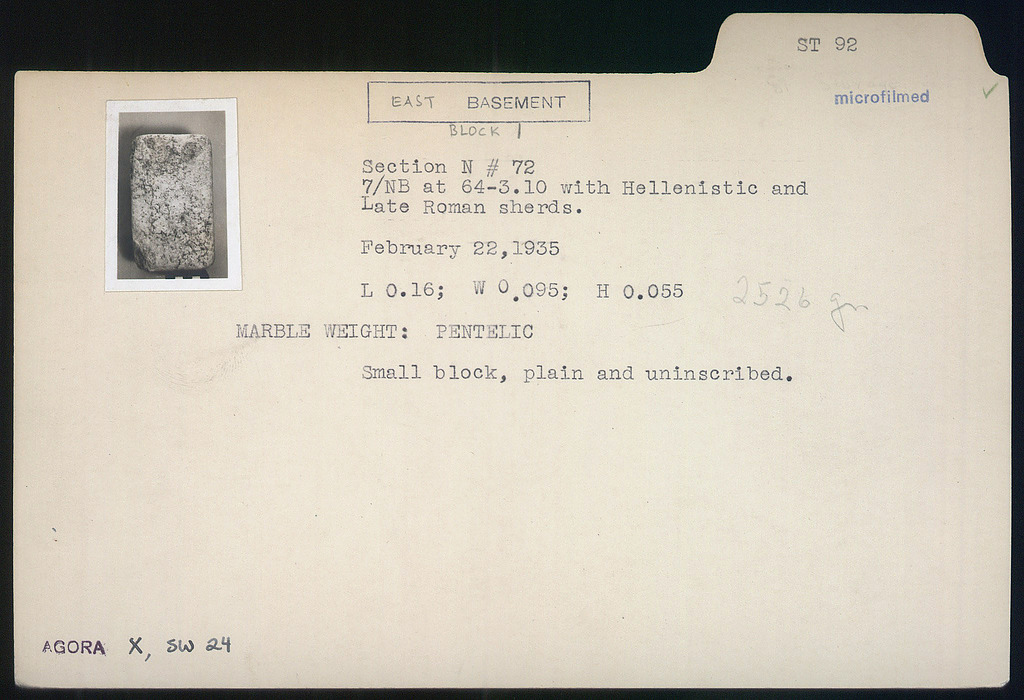 ST 92
microfilmed
EAST BASEMENT
BLOCK 1
Section N # 72
7/NB at 64-3.10 with Hellenistic and
Late Roman sherds.
February 22,1935
L 0.16; W 0.095; H 0.055
2526 gr
MARBLE WEIGHT: PENTELIC
Small block, plain and uninscribed.
AGORA X, SW 24